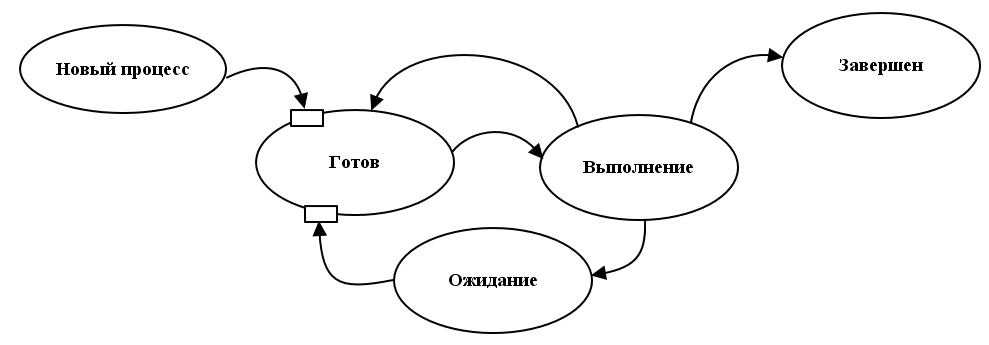 Новый процесс
Завершен
Готов
Выполнение
Ожидание